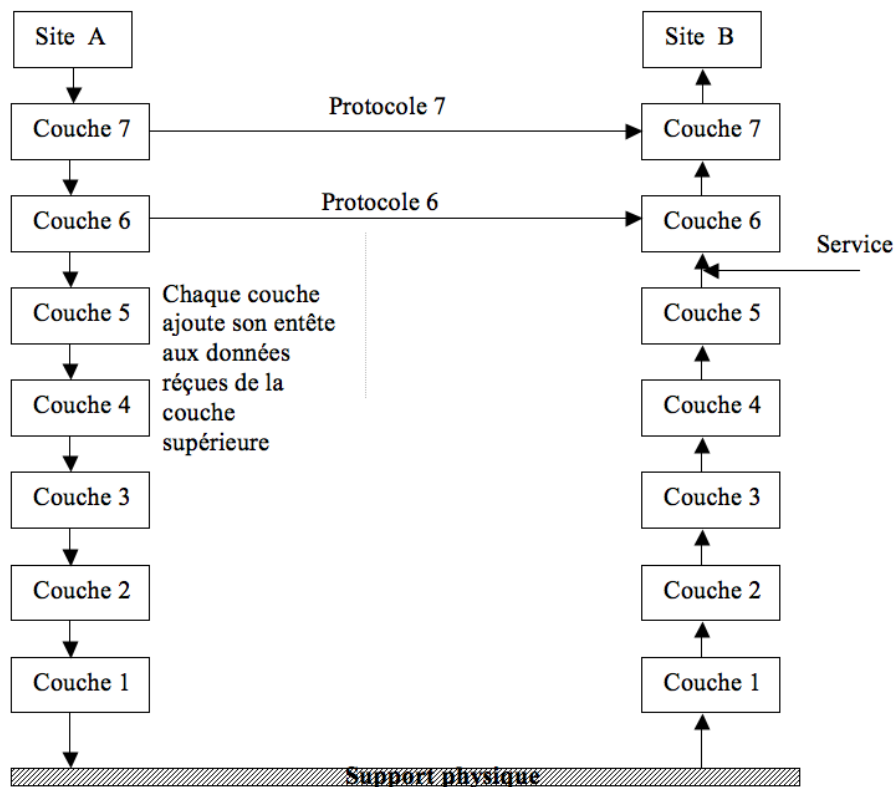 Site A
Site B
Protocole 7
Couche 7
Couche 7
Protocole 6
Couche 6
Couche 6
Service
Chaque couche
ajoute son entête
aux données
réçues de la
couche
supérieure
Couche 5
Couche 5
Couche 4
Couche 4
Couche 3
Couche 3
Couche 2
Couche 2
Couche 1
Couche 1
Support physique